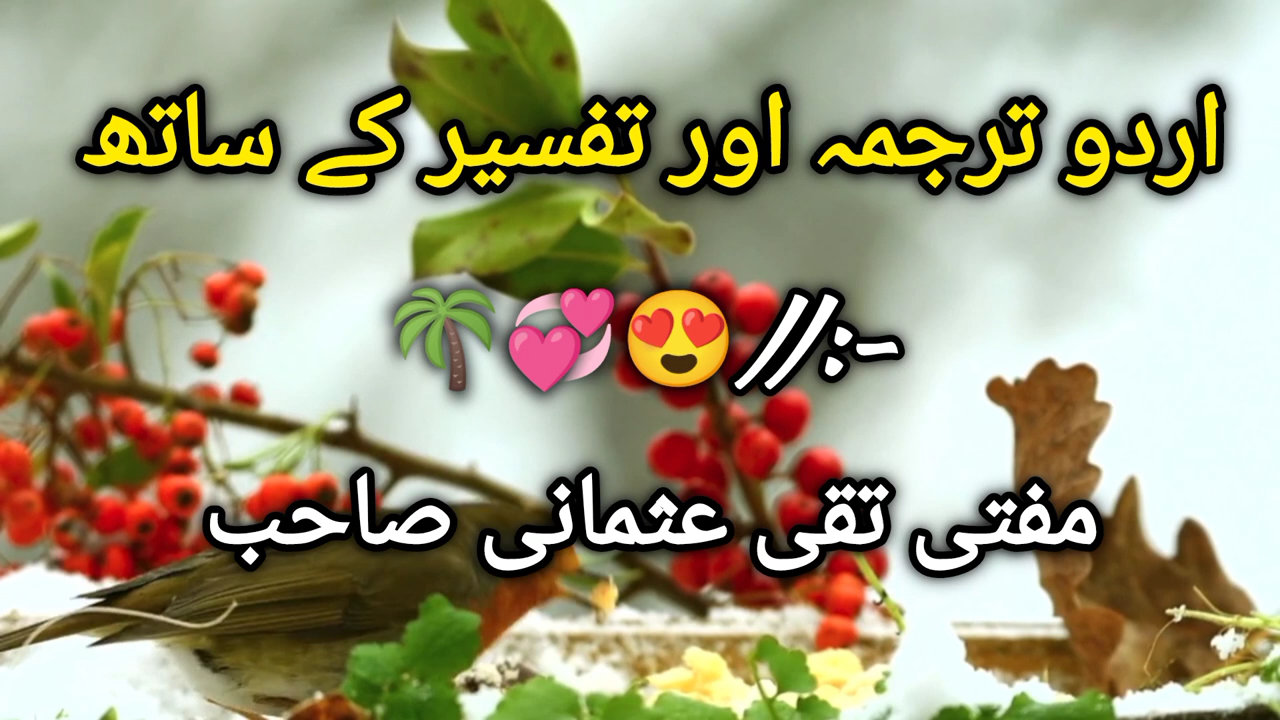 اردو ترجمہ اور تفسیر کے ساتھ
🌴💞😍//:-
مفتی تقی عثمانی صاحب